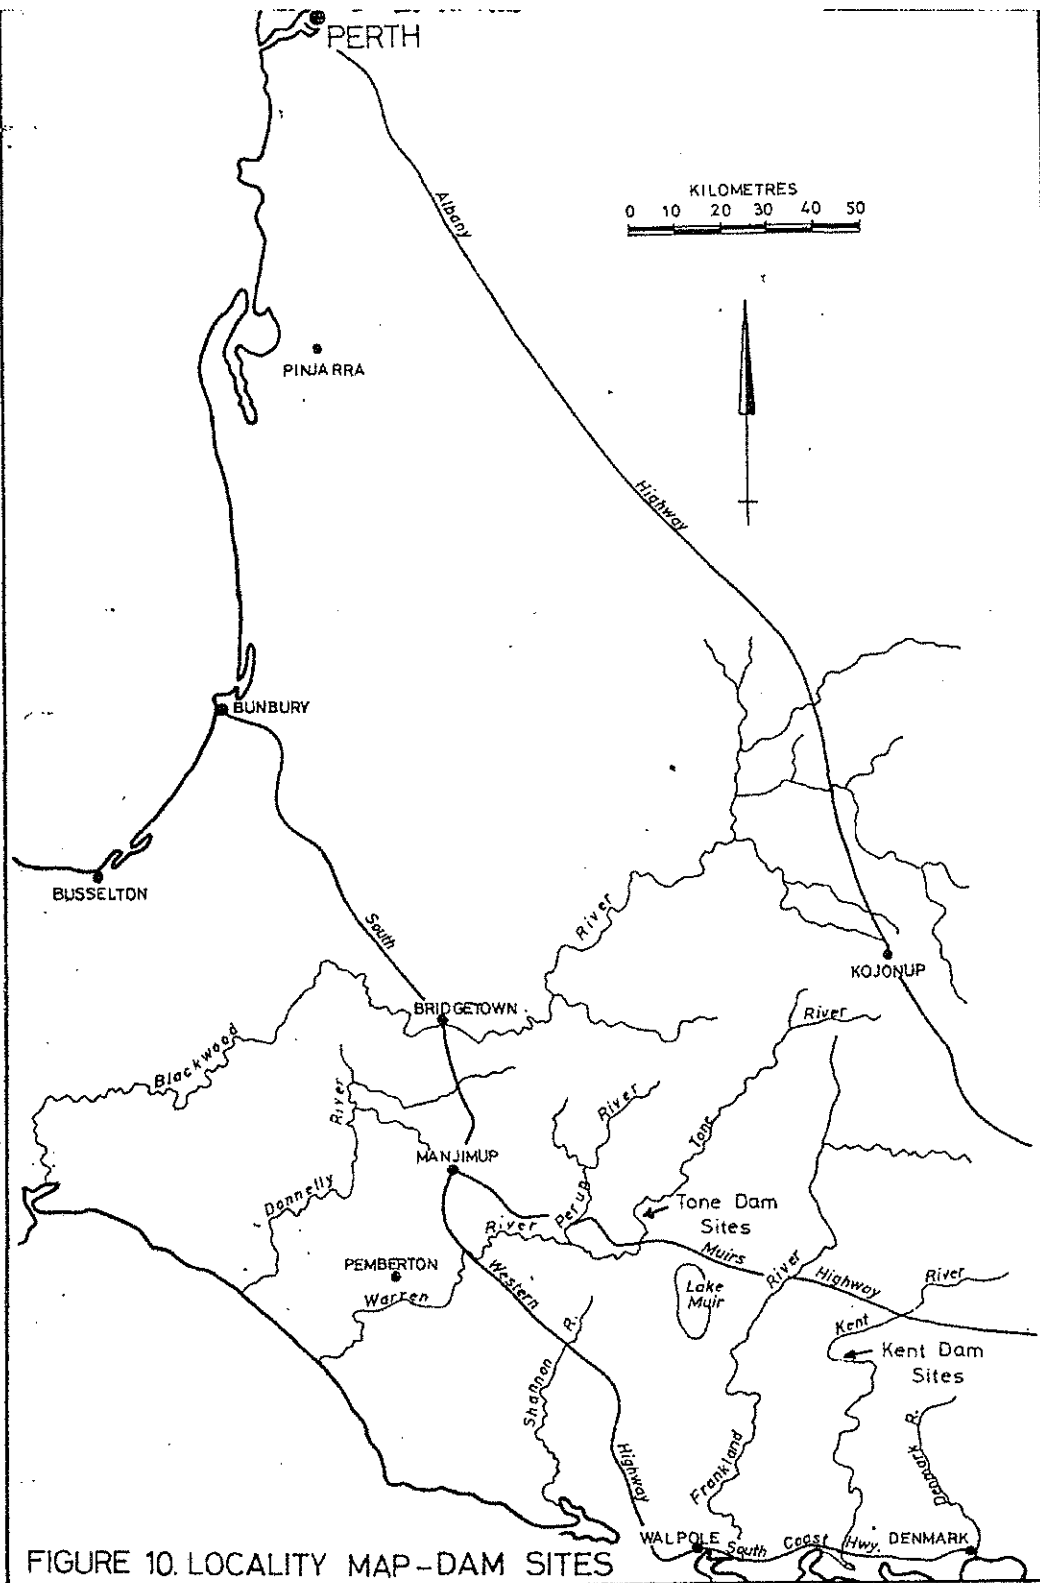 PERTH
KILOMETRES
0 10 20 30 40 50
Albany
PINJARRA
Highway
BUNBURY
BUSSELTON
South
River
KOJONUP
BRIDGETOWN
River
Blackwood
River
River
Tone
MANJIMUP
Donnelly
Perup
River
Tone Dam
Sites
Muirs
River
Highway
River
PEMBERTON
Western
Lake
Muir
Warren
R.
Kent
Kent Dam
Sites
Shannon
R.
Highway
Frankland
Denmark
WALPOLE
South
Coast
Hwy.
DENMARK
FIGURE 10. LOCALITY MAP-DAM SITES